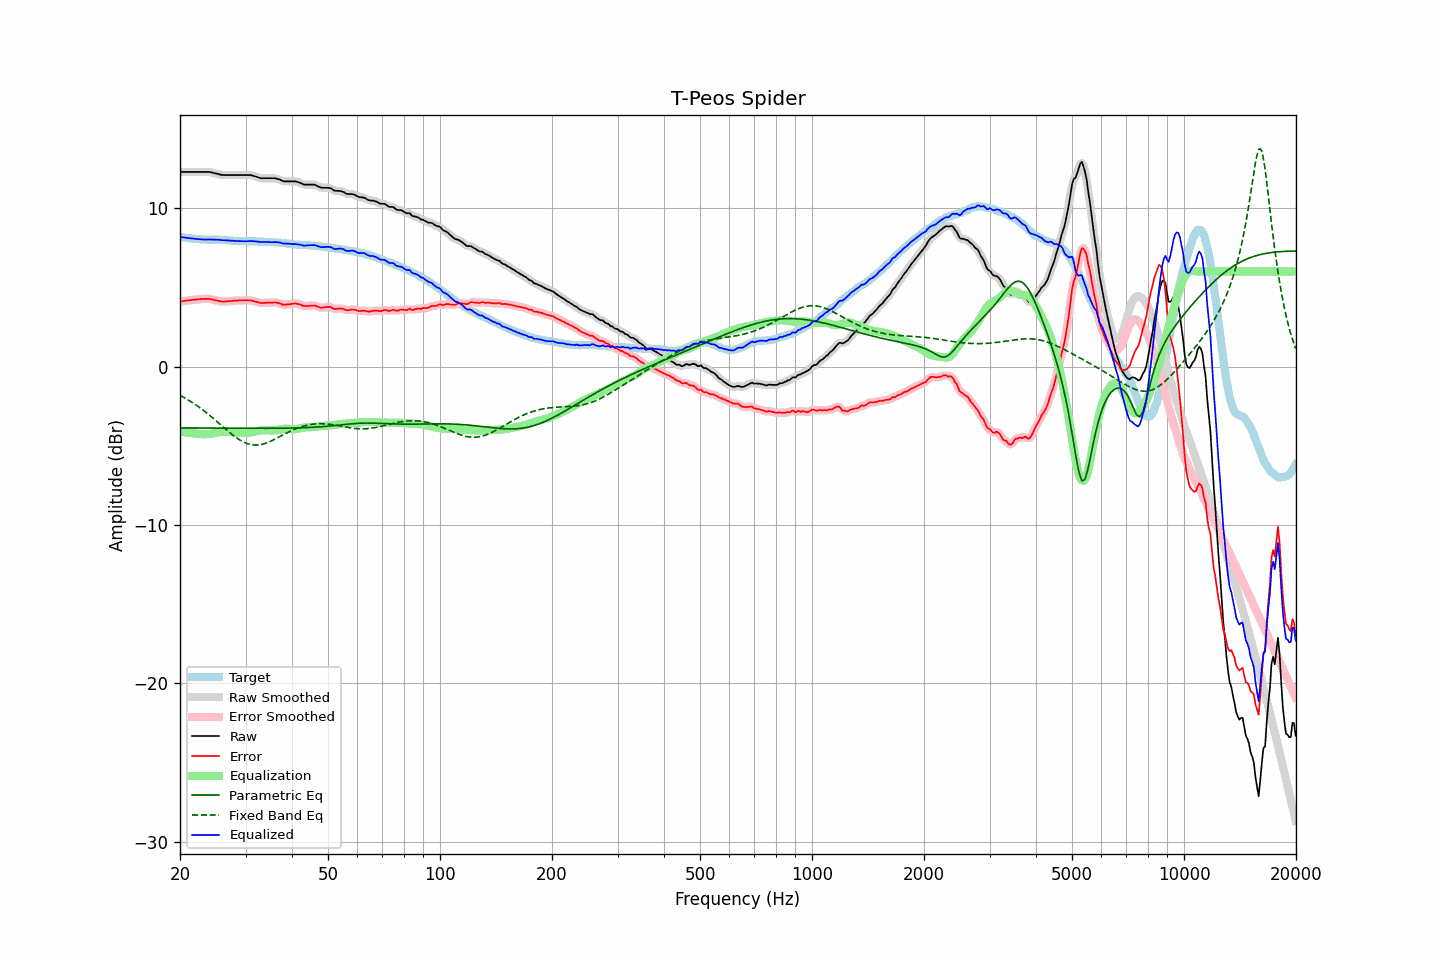 T-Peos Spider
Amplitude (dBr)
10
0
−10
−20
−30
Target
Raw Smoothed
Error Smoothed
Raw
Error
Equalization
Parametric Eq
Fixed Band Eq
Equalized
20 50 100 200 500 1000 2000 5000 10000 20000
Frequency (Hz)